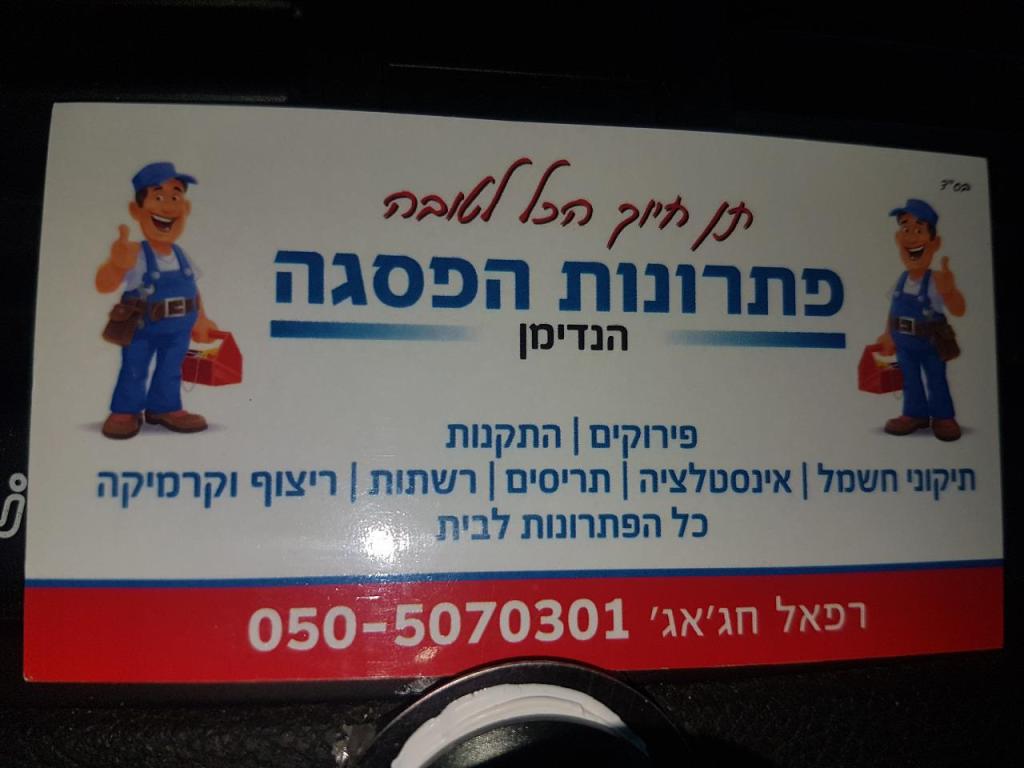 בס"ד
תן חיוך הכל לטובה
פתרונות הפסגה
הנדימן
פירוקים | התקנות
תיקוני חשמל | אינסטלציה | תריסים | רשתות | ריצוף וקרמיקה
כל הפתרונות לבית
רפאל חג'אג' 050-5070301